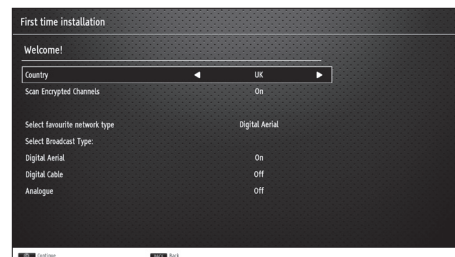 First time installation
Welcome!
Country UK
Scan Encrypted Channels On
Select favourite network type Digital Aerial
Select Broadcast Type:
Digital Aerial On
Digital Cable Off
Analogue Off
Back